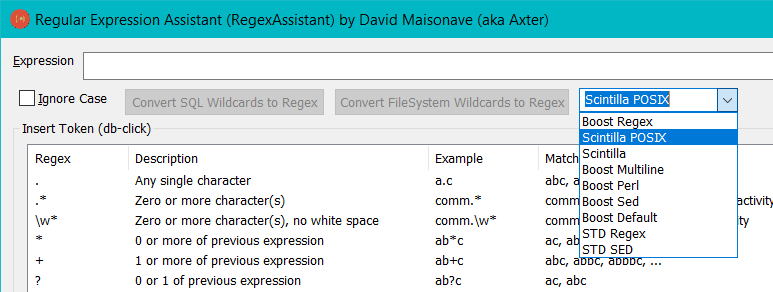 Regular Expression Assistant (RegexAssistant) by David Maisonave (aka Axter)
Expression
Ignore Case Convert SQL Wildcards to Regex Convert FileSystem Wildcards to Regex Scintilla POSIX
Insert Token (db-click)
Boost Regex
Scintilla POSIX
Scintilla
Boost Multiline
Boost Perl
Boost Sed
Boost Default
STD Regex
STD SED
Regex Description Example Match
. Any single character a.c abc, a
.* Zero or more character(s) comm.* comm activity
\w* Zero or more character(s), no white space comm.\w* comm ity
* 0 or more of previous expression ab*c ac, ab
+ 1 or more of previous expression ab+c abc, abbc, abbbc, ...
? 0 or 1 of previous expression ab?c ac, abc